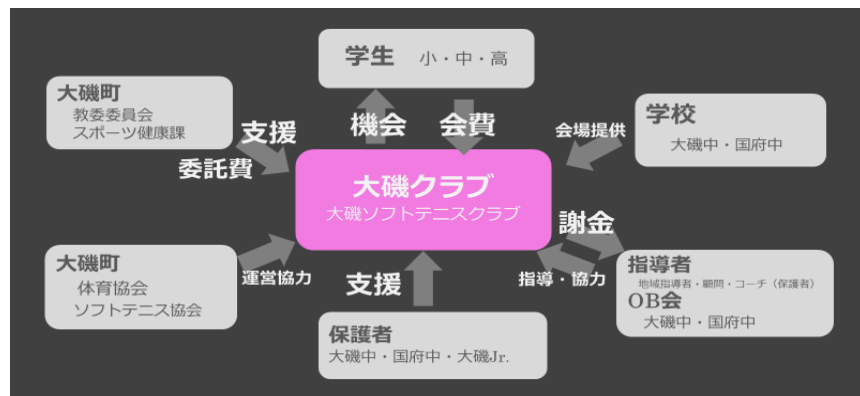 学生 小・中・高
大磯町
教委委員会
スポーツ健康課
支援
委託費
機会
会費
会場提供
学校
大磯中・国府中
大磯クラブ
大磯ソフトテニスクラブ
謝金
大磯町
体育協会
ソフトテニス協会
運営協力
支援
指導・協力
指導者
地域指導者・顧問・コーチ（保護者）
OB会
大磯中・国府中
保護者
大磯中・国府中・大磯Jr.